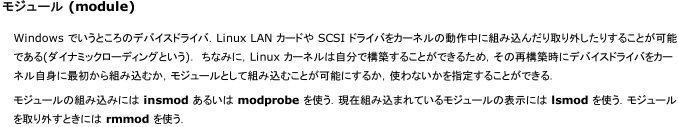 モジュール (module)
Windows でいうところのデバイスドライバ. Linux LAN カードや SCSI ドライバをカーネルの動作中に組み込んだり取り外したりすることが可能
である(ダイナミックローディングという). ちなみに, Linux カーネルは自分で構築することができるため, その再構築時にデバイスドライバをカー
ネル自身に最初から組み込むか, モジュールとして組み込むことが可能にするか, 使わないかを指定することができる.
モジュールの組み込みには insmod あるいは modprobe を使う. 現在組み込まれているモジュールの表示には lsmod を使う. モジュール
を取り外すときには rmmod を使う.